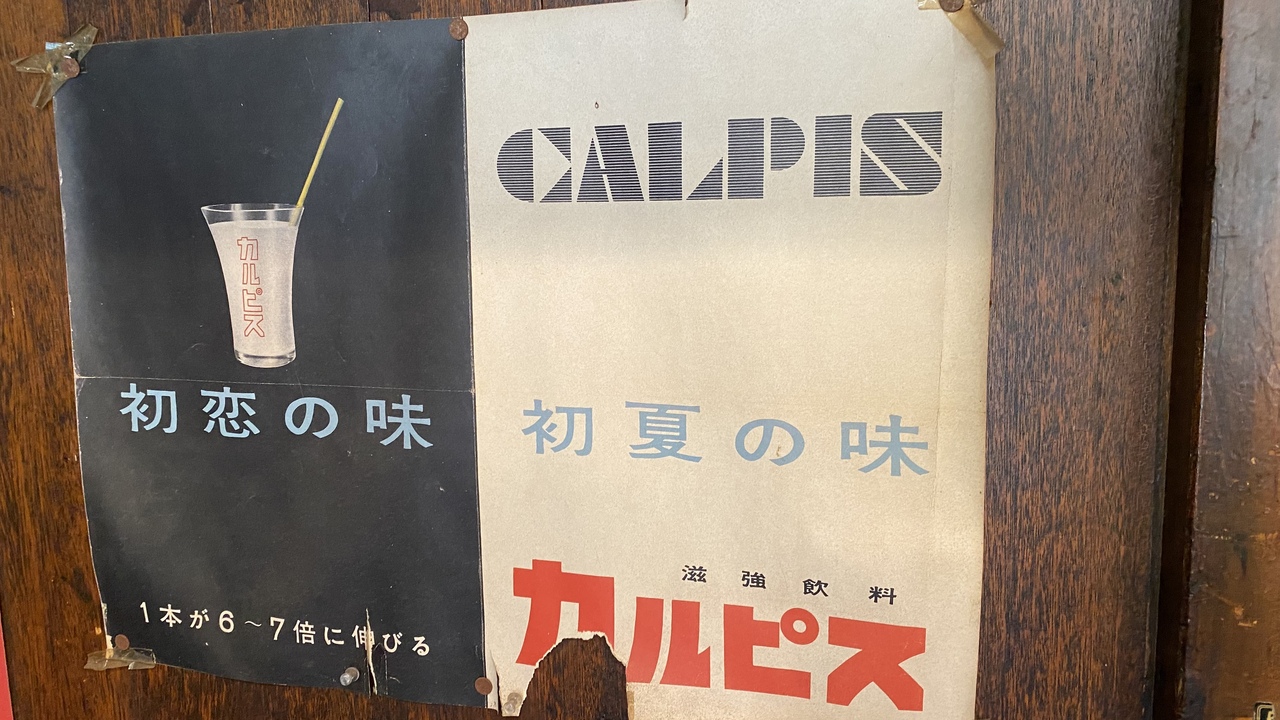 カルピス
初恋の味
1本が6～7倍に伸びる
CALPIS
初夏の味
滋強飲料
カルピス